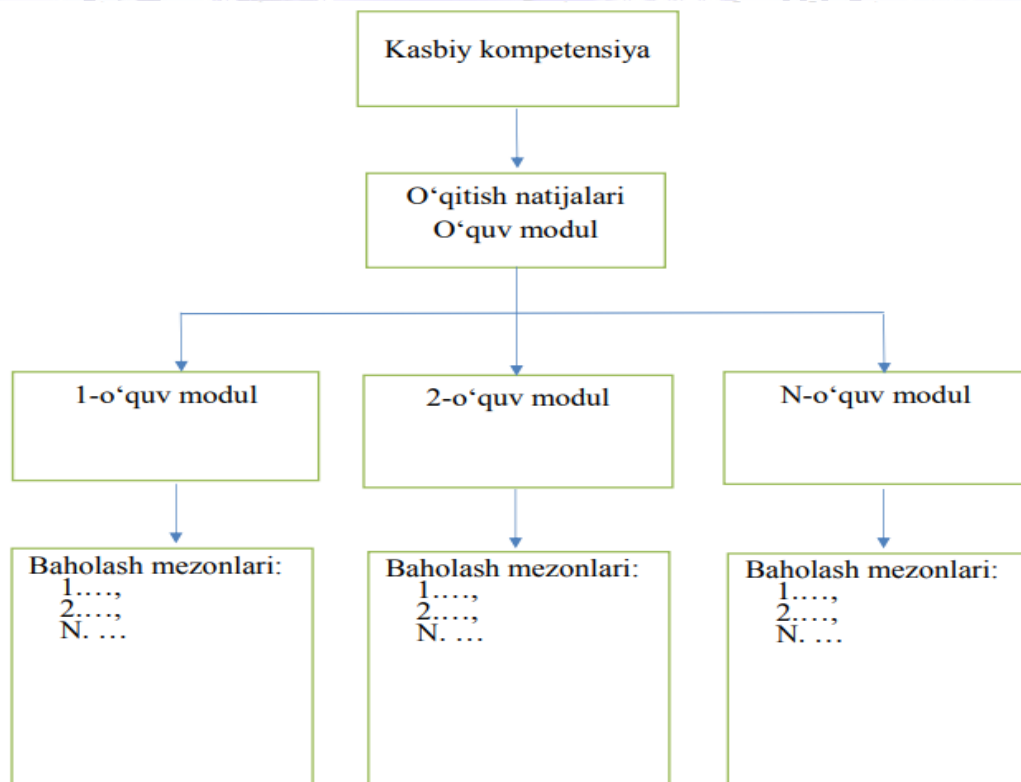 Kasbiy kompetensiya
O‘qitish natijalari
O‘quv modul
1-o‘quv modul
2-o‘quv modul
N-o‘quv modul
Baholash mezonlari:
1.…,
2.…,
N. …
Baholash mezonlari:
1.…,
2.…,
N. …
Baholash mezonlari:
1.…,
2.…,
N. …